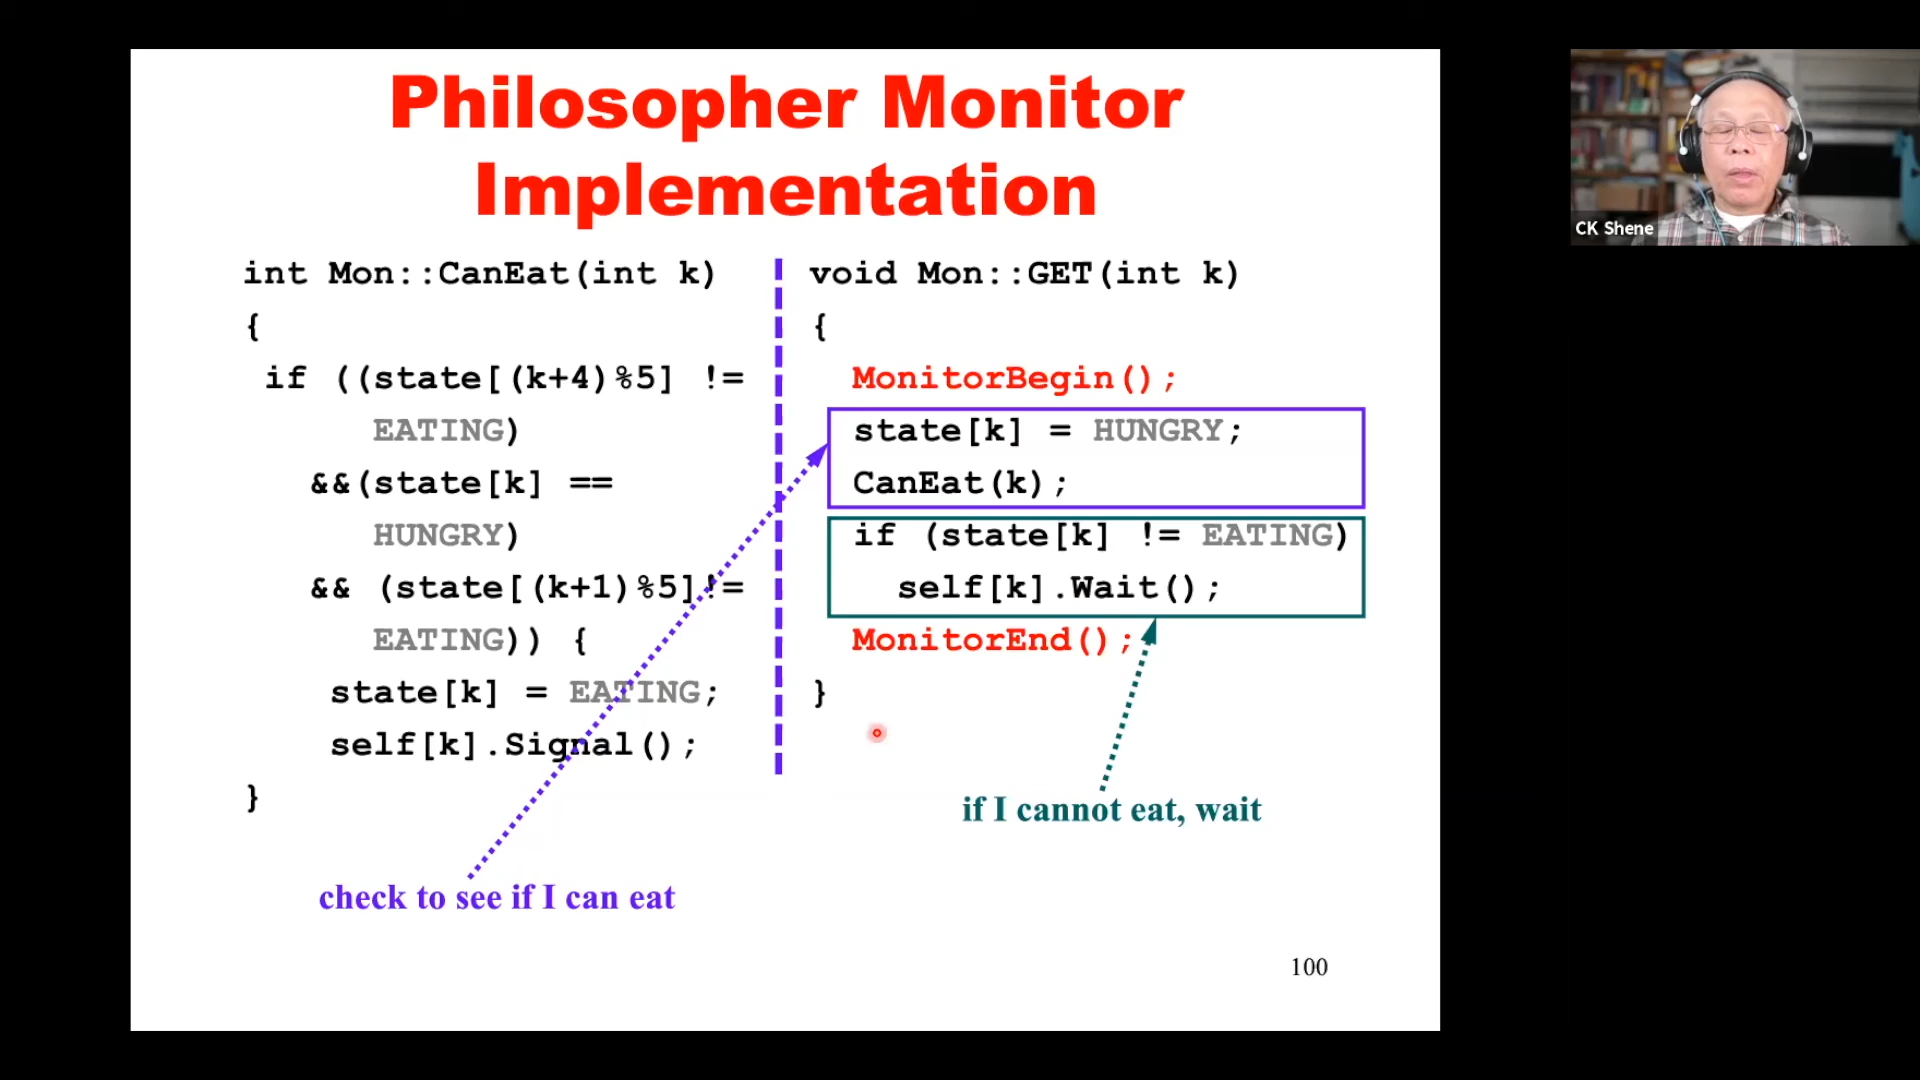 Philosopher Monitor
Implementation
int Mon::CanEat(int k)
{
if ((state[(k+4)%5] !=
EATING)
&&(state[k] ==
HUNGRY)
&& (state[(k+1)%5]!=
EATING)) {
state[k] = EATING;
self[k].Signal();
}
check to see if I can eat
void Mon::GET(int k)
{
MonitorBegin();
state[k] = HUNGRY;
CanEat(k);
if (state[k] != EATING)
self[k].Wait();
MonitorEnd();
}
if I cannot eat, wait
100
CK Shene